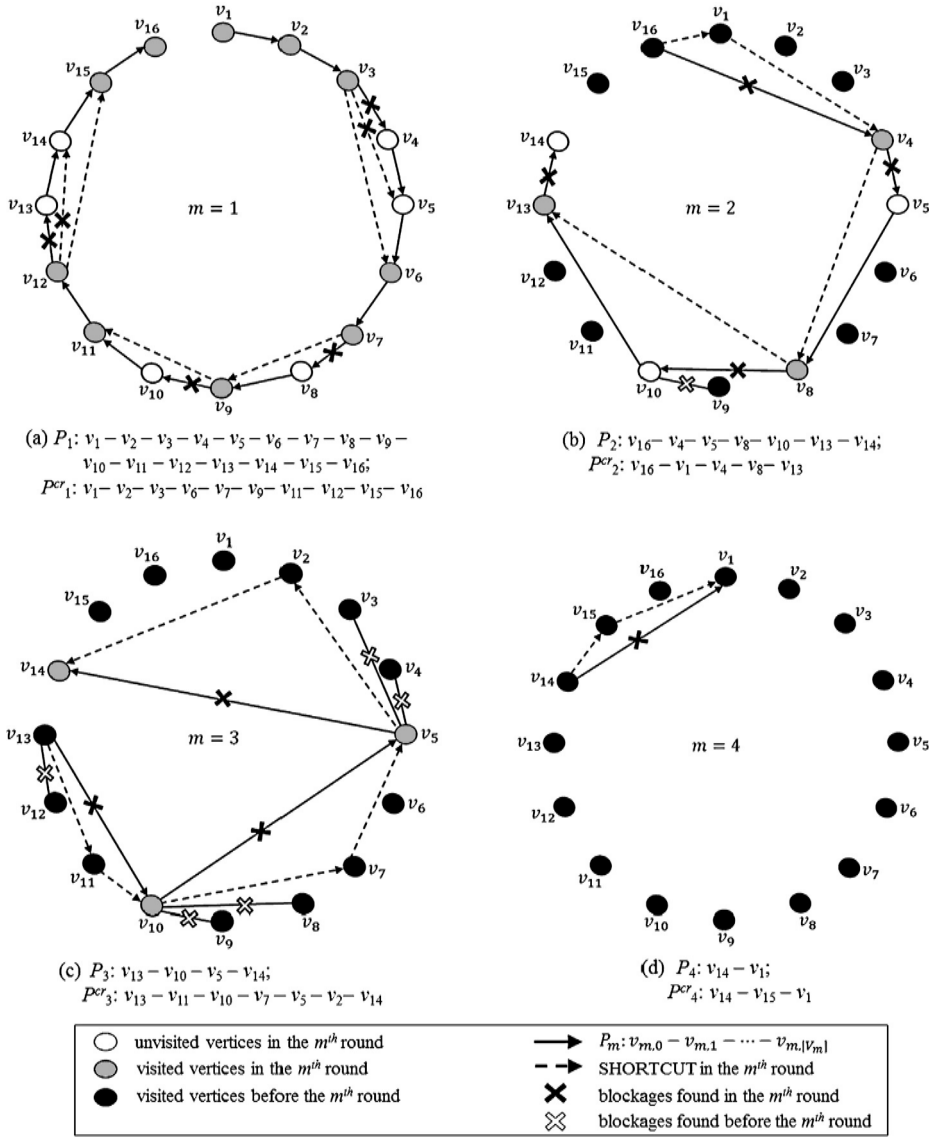 (a)
v₁
v₂
v₃
v₄
v₅
v₆
v₇
v₈
v₉
v₁₀
v₁₁
v₁₂
v₁₃
v₁₄
v₁₅
v₁₆
m = 1
(a) P₁: v₁ – v₂ – v₃ – v₄ – v₅ – v₆ – v₇ – v₈ – v₉ –
v₁₀ – v₁₁ – v₁₂ – v₁₃ – v₁₄ – v₁₅ – v₁₆;
Pᶜʳ₁: v₁ – v₂ – v₃ – v₆ – v₇ – v₉ – v₁₁ – v₁₂ – v₁₅ – v₁₆
v₁₆
v₁
v₂
v₃
v₄
v₅
v₆
v₇
v₈
v₉
v₁₀
v₁₁
v₁₂
v₁₃
v₁₄
v₁₅
m = 2
(b) P₂: v₁₆ – v₄ – v₅ – v₈ – v₁₀ – v₁₃ – v₁₄;
Pᶜʳ₂: v₁₆ – v₁ – v₄ – v₈ – v₁₃
v₁
v₂
v₃
v₄
v₅
v₆
v₇
v₈
v₉
v₁₀
v₁₁
v₁₂
v₁₃
v₁₄
v₁₅
v₁₆
m = 3
(c) P₃: v₁₃ – v₁₀ – v₅ – v₁₄;
Pᶜʳ₃: v₁₃ – v₁₁ – v₁₀ – v₇ – v₅ – v₂ – v₁₄
v₁
v₂
v₃
v₄
v₅
v₆
v₇
v₈
v₉
v₁₀
v₁₁
v₁₂
v₁₃
v₁₄
v₁₅
v₁₆
m = 4
(d) P₄: v₁₄ – v₁;
Pᶜʳ₄: v₁₄ – v₁₅ – v₁
unvisited vertices in the mᵗʰ round
visited vertices in the mᵗʰ round
visited vertices before the mᵗʰ round
Pₘ: vₘ,₀ – vₘ,₁ – ⋯ – vₘ,|Vₘ|
SHORTCUT in the mᵗʰ round
blockages found in the mᵗʰ round
blockages found before the mᵗʰ round